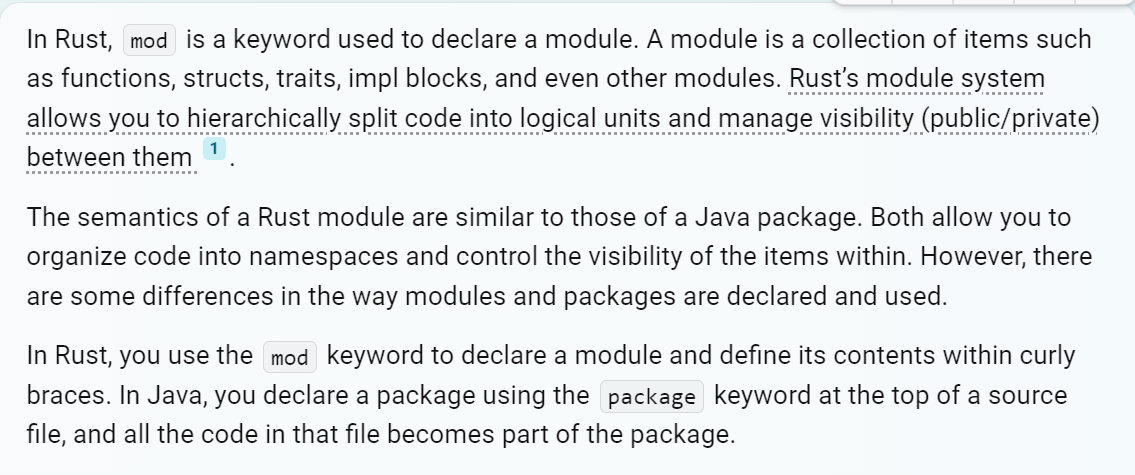 In Rust, mod is a keyword used to declare a module. A module is a collection of items such
as functions, structs, traits, impl blocks, and even other modules. Rust’s module system
allows you to hierarchically split code into logical units and manage visibility (public/private)
between them 1 .
The semantics of a Rust module are similar to those of a Java package. Both allow you to
organize code into namespaces and control the visibility of the items within. However, there
are some differences in the way modules and packages are declared and used.
In Rust, you use the mod keyword to declare a module and define its contents within curly
braces. In Java, you declare a package using the package keyword at the top of a source
file, and all the code in that file becomes part of the package.